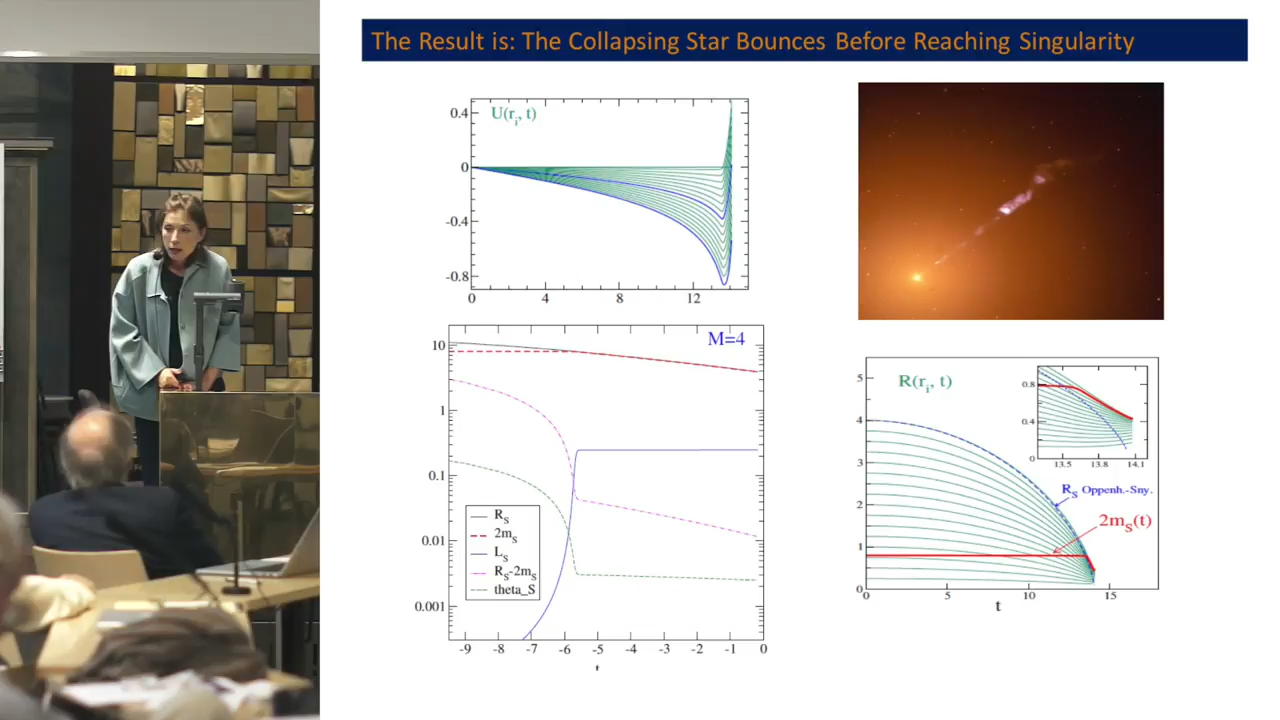 The Result is: The Collapsing Star Bounces Before Reaching Singularity
U(r_i, t)
0.4
0
-0.4
-0.8
0 4 8 12
M=4
10
1
0.1
0.01
0.001
R_S
2m_S
L_S
R_S-2m_S
theta_S
-9 -8 -7 -6 -5 -4 -3 -2 -1 0
t
R(r_i, t)
5
4
3
2
1
0
0.8
0.4
0
13.5 13.8 14.1
R_S Oppenh.-Sny.
2m_S(t)
0 5 10 15
t